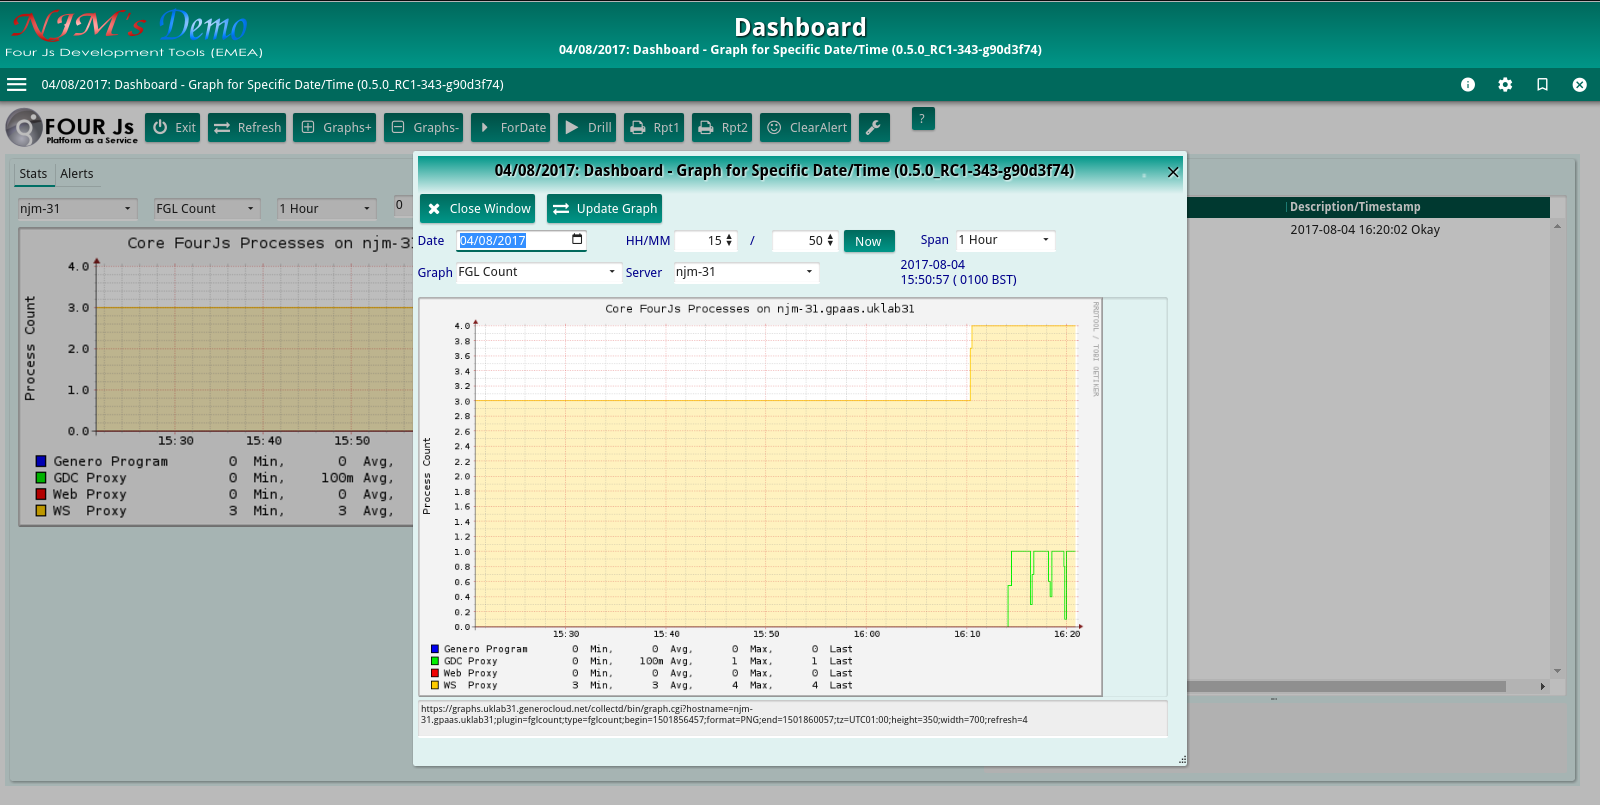 NJM's Demo
Four Js Development Tools (EMEA)
Dashboard
04/08/2017: Dashboard - Graph for Specific Date/Time (0.5.0_RC1-343-g90d3f74)
04/08/2017: Dashboard - Graph for Specific Date/Time (0.5.0_RC1-343-g90d3f74)
FOUR Js
Platform as a Service
Exit Refresh Graphs+ Graphs- ForDate Drill Rpt1 Rpt2 ClearAlert ?
Stats Alerts
njm-31 FGL Count 1 Hour 0
Core FourJs Processes on njm-3
Process Count
4.0
3.0
2.0
1.0
0.0
15:30 15:40 15:50
Genero Program 0 Min, 0 Avg,
GDC Proxy 0 Min, 100m Avg,
Web Proxy 0 Min, 0 Avg,
WS Proxy 3 Min, 3 Avg,
04/08/2017: Dashboard - Graph for Specific Date/Time (0.5.0_RC1-343-g90d3f74)
Close Window Update Graph
Date 04/08/2017 HH/MM 15 / 50 Now Span 1 Hour
Graph FGL Count Server njm-31
2017-08-04
15:50:57 ( 0100 BST)
Core FourJs Processes on njm-31.gpaas.uklab31
RRDTOOL / TOBI OETIKER
Process Count
4.0
3.8
3.6
3.4
3.2
3.0
2.8
2.6
2.4
2.2
2.0
1.8
1.6
1.4
1.2
1.0
0.8
0.6
0.4
0.2
0.0
15:30 15:40 15:50 16:00 16:10 16:20
Genero Program 0 Min, 0 Avg, 0 Max, 0 Last
GDC Proxy 0 Min, 100m Avg, 1 Max, 1 Last
Web Proxy 0 Min, 0 Avg, 0 Max, 0 Last
WS Proxy 3 Min, 3 Avg, 4 Max, 4 Last
https://graphs.uklab31.generocloud.net/collectd/bin/graph.cgi?hostname=njm-
31.gpaas.uklab31;plugin=fglcount;type=fglcount;begin=1501856457;format=PNG;end=1501860057;tz=UTC01:00;height=350;width=700;refresh=4
Description/Timestamp
2017-08-04 16:20:02 Okay